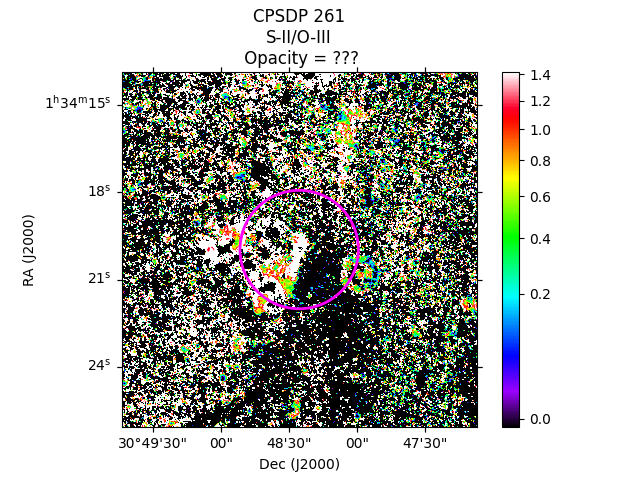 CPSDP 261
S-II/O-III
Opacity = ???
1h34m15s
18s
21s
24s
RA (J2000)
30°49'30" 00" 48'30" 00" 47'30"
Dec (J2000)
1.4
1.2
1.0
0.8
0.6
0.4
0.2
0.0